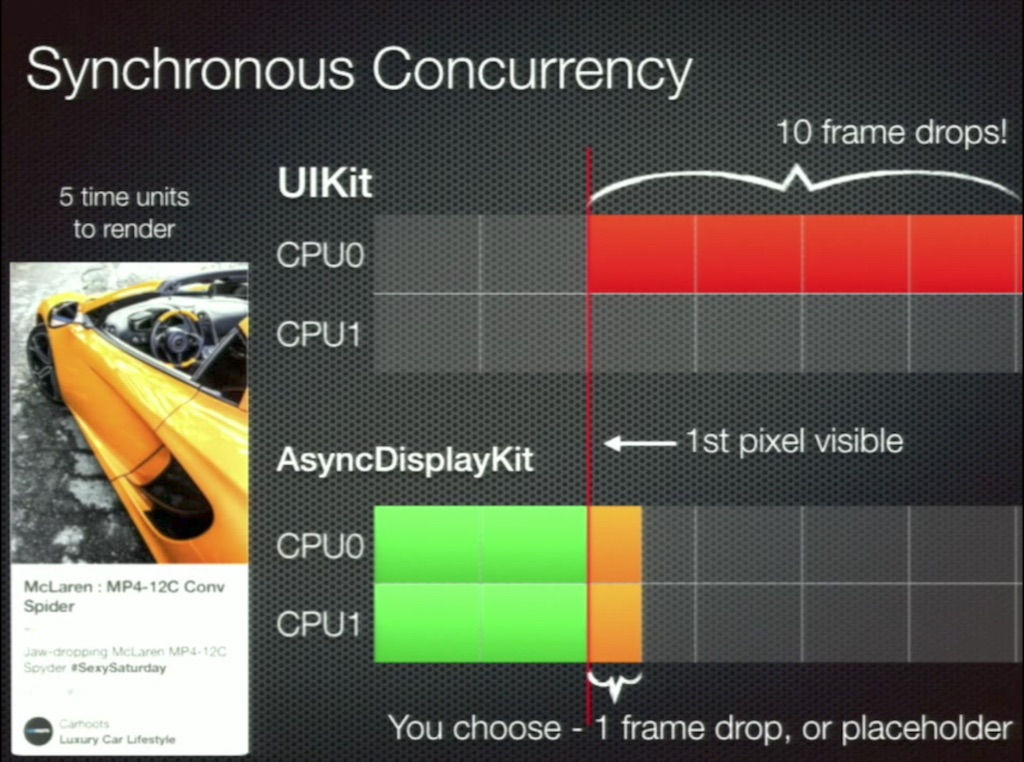 Synchronous Concurrency
10 frame drops!
5 time units
to render
UIKit
CPU0
CPU1
1st pixel visible
AsyncDisplayKit
CPU0
CPU1
McLaren : MP4-12C Conv
Spider
Jaw-dropping McLaren MP4-12C
Spyder #SexySaturday
Carhoots
Luxury Car Lifestyle
You choose - 1 frame drop, or placeholder